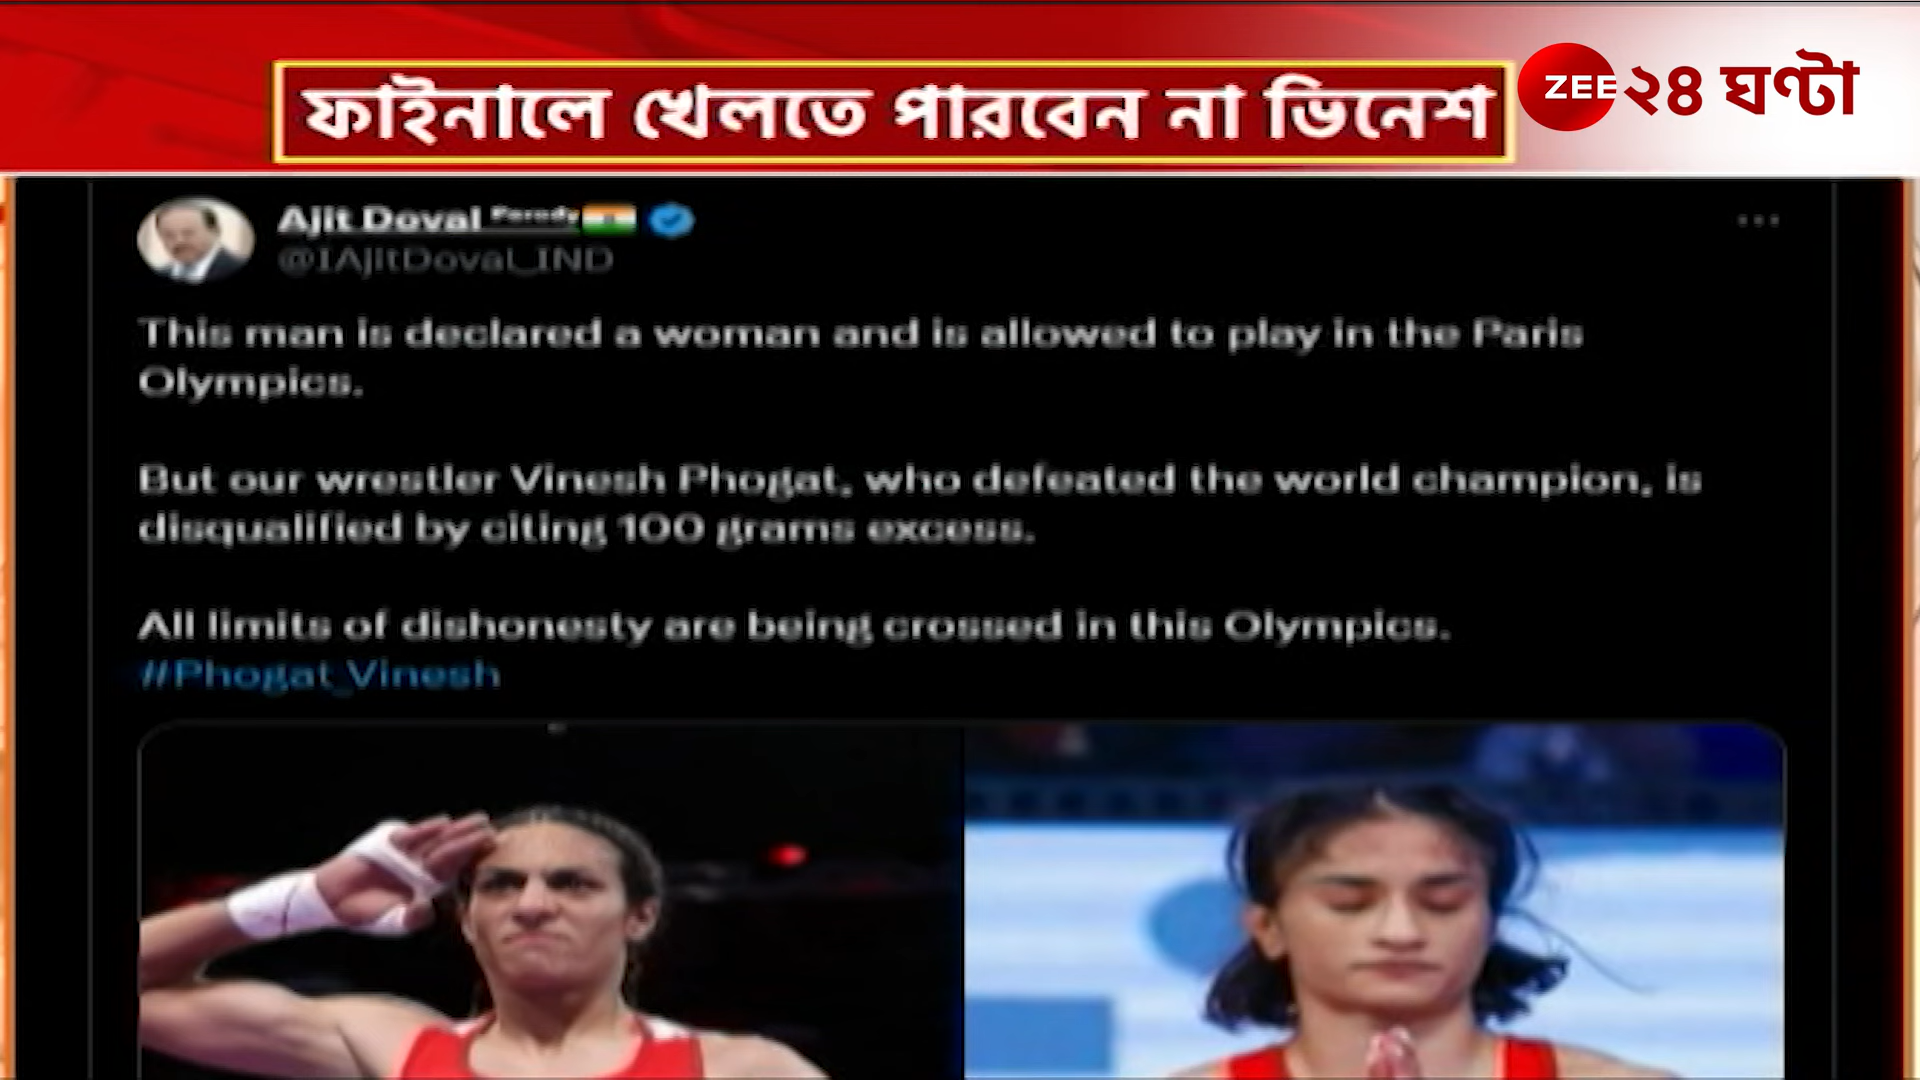 ফাইনালে খেলতে পারবেন না ভিনেশ
ZEE ২৪ ঘণ্টা
Ajit Doval Parody
@IAjitDoval_IND
This man is declared a woman and is allowed to play in the Paris
Olympics.
But our wrestler Vinesh Phogat, who defeated the world champion, is
disqualified by citing 100 grams excess.
All limits of dishonesty are being crossed in this Olympics.
#Phogat_Vinesh